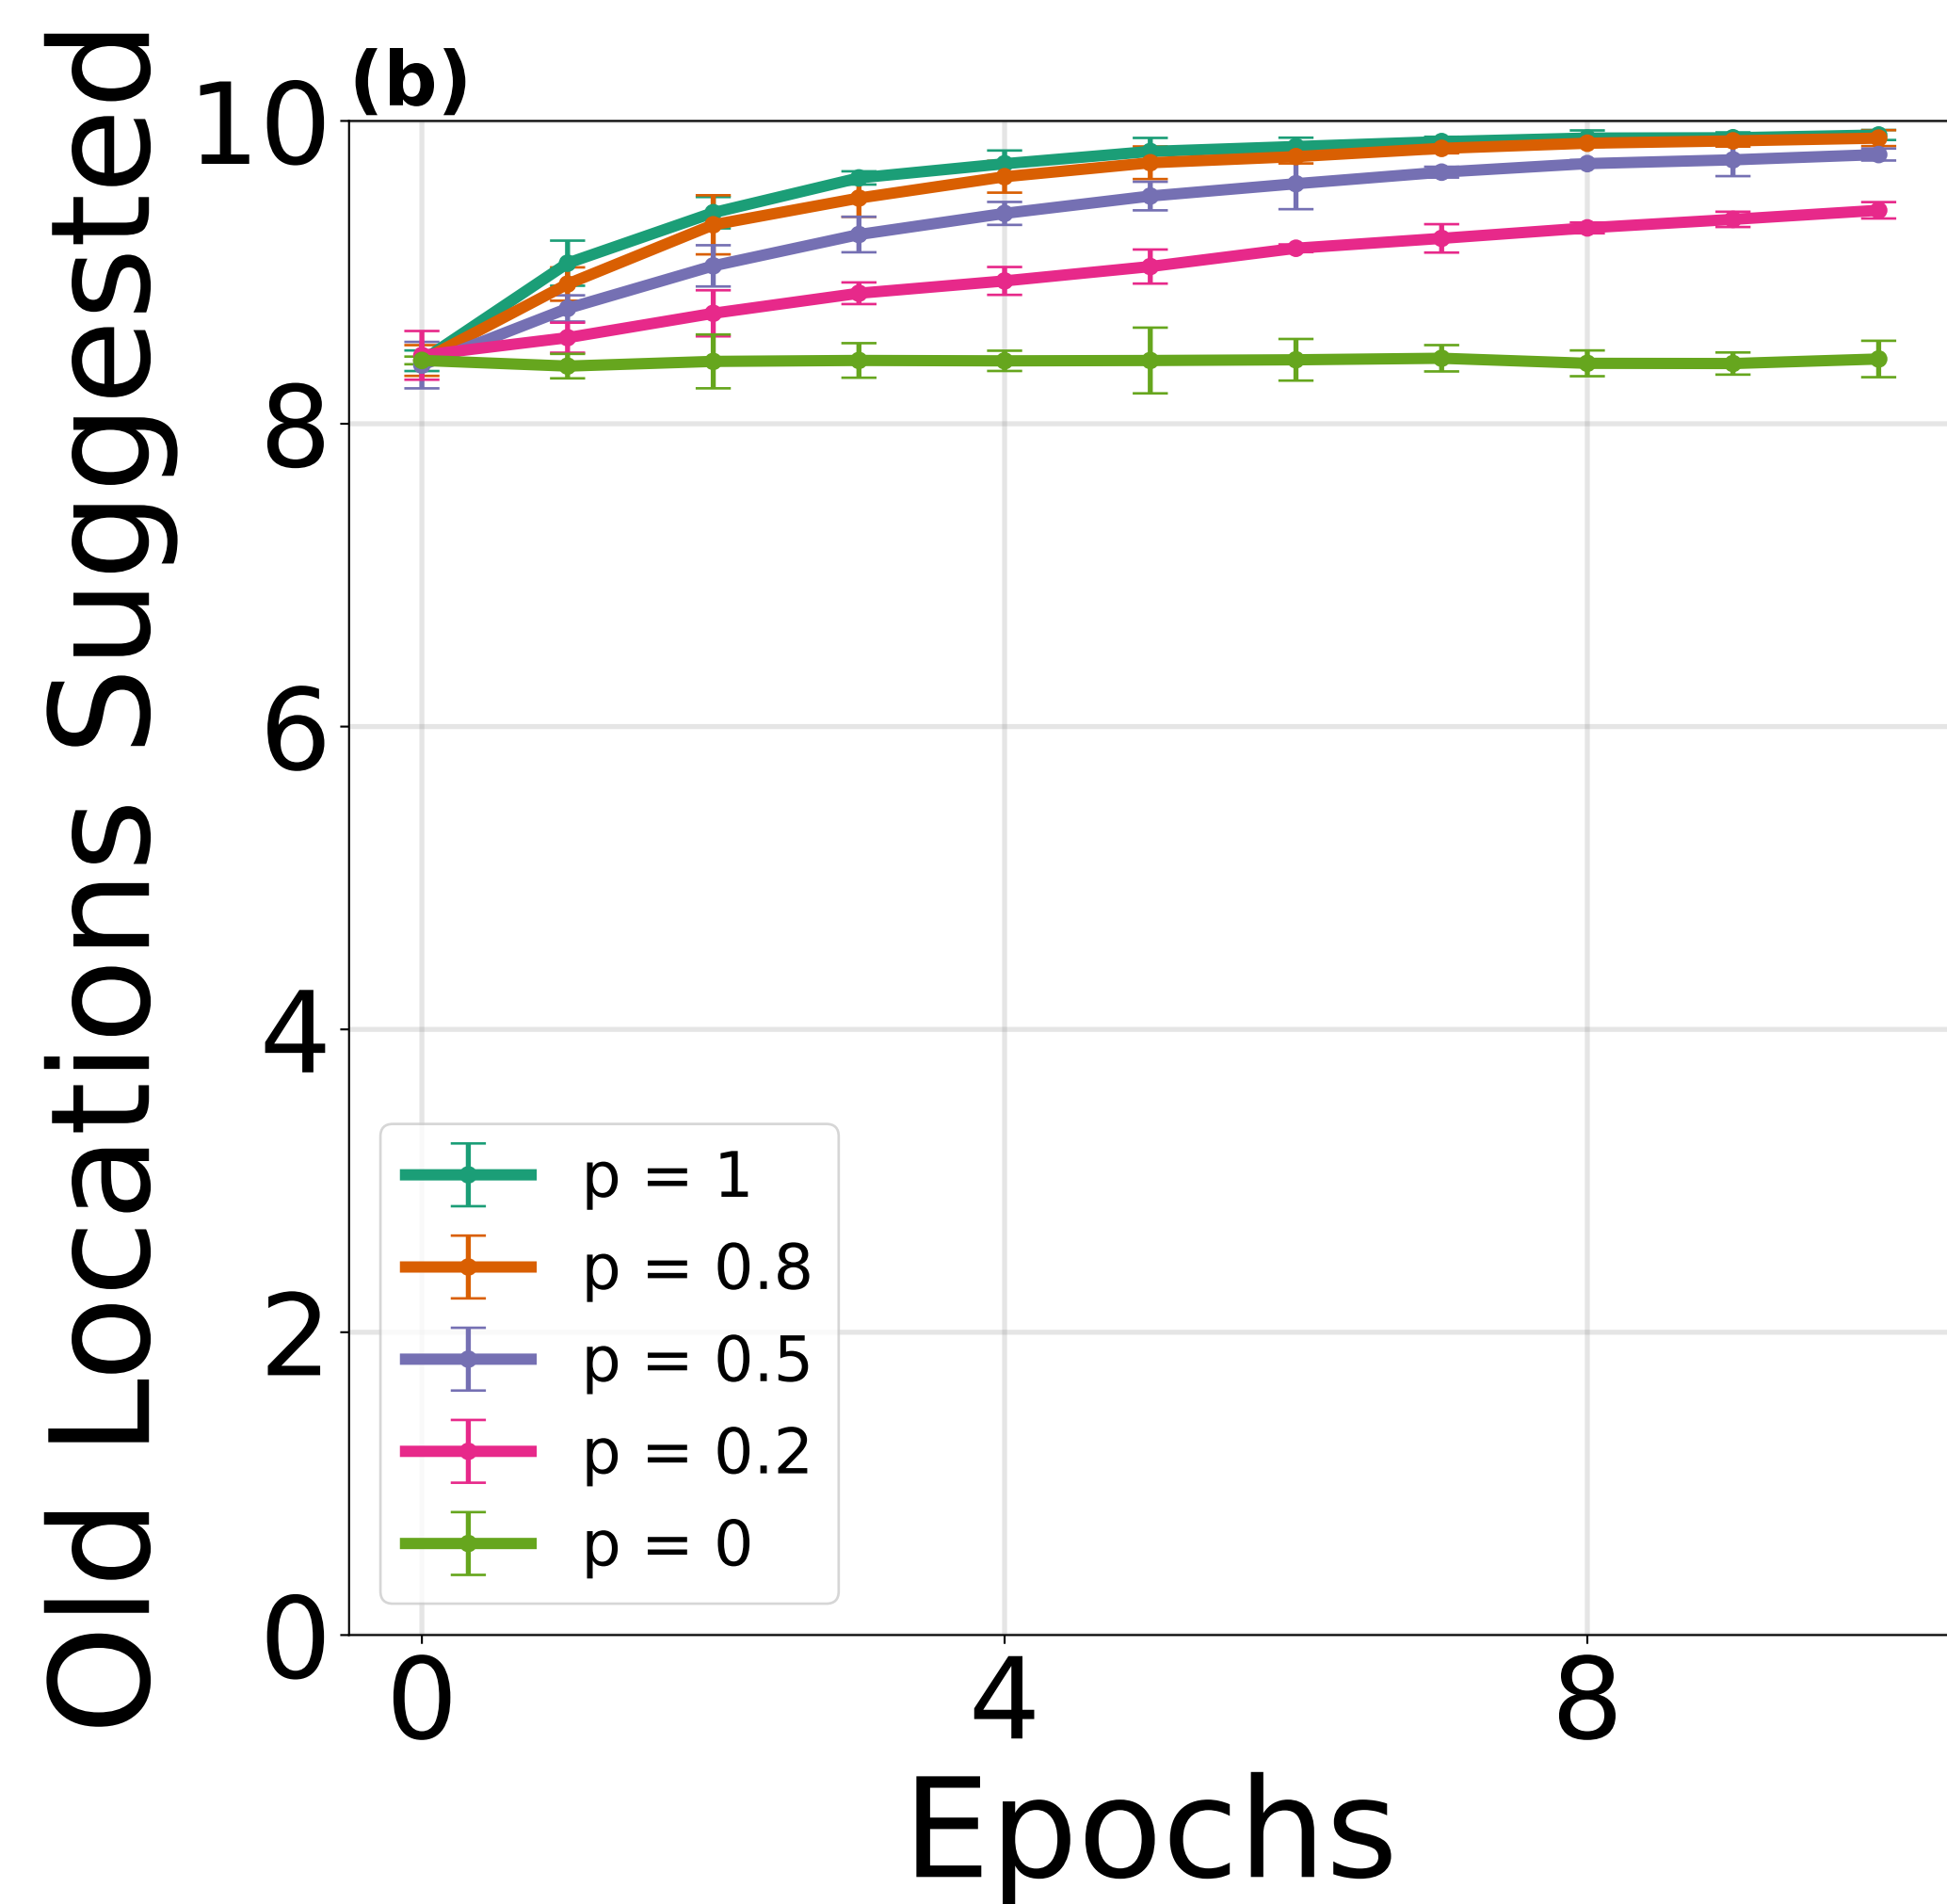 (b)
Old Locations Suggested
10
8
6
4
2
0
p = 1
p = 0.8
p = 0.5
p = 0.2
p = 0
0 4 8
Epochs